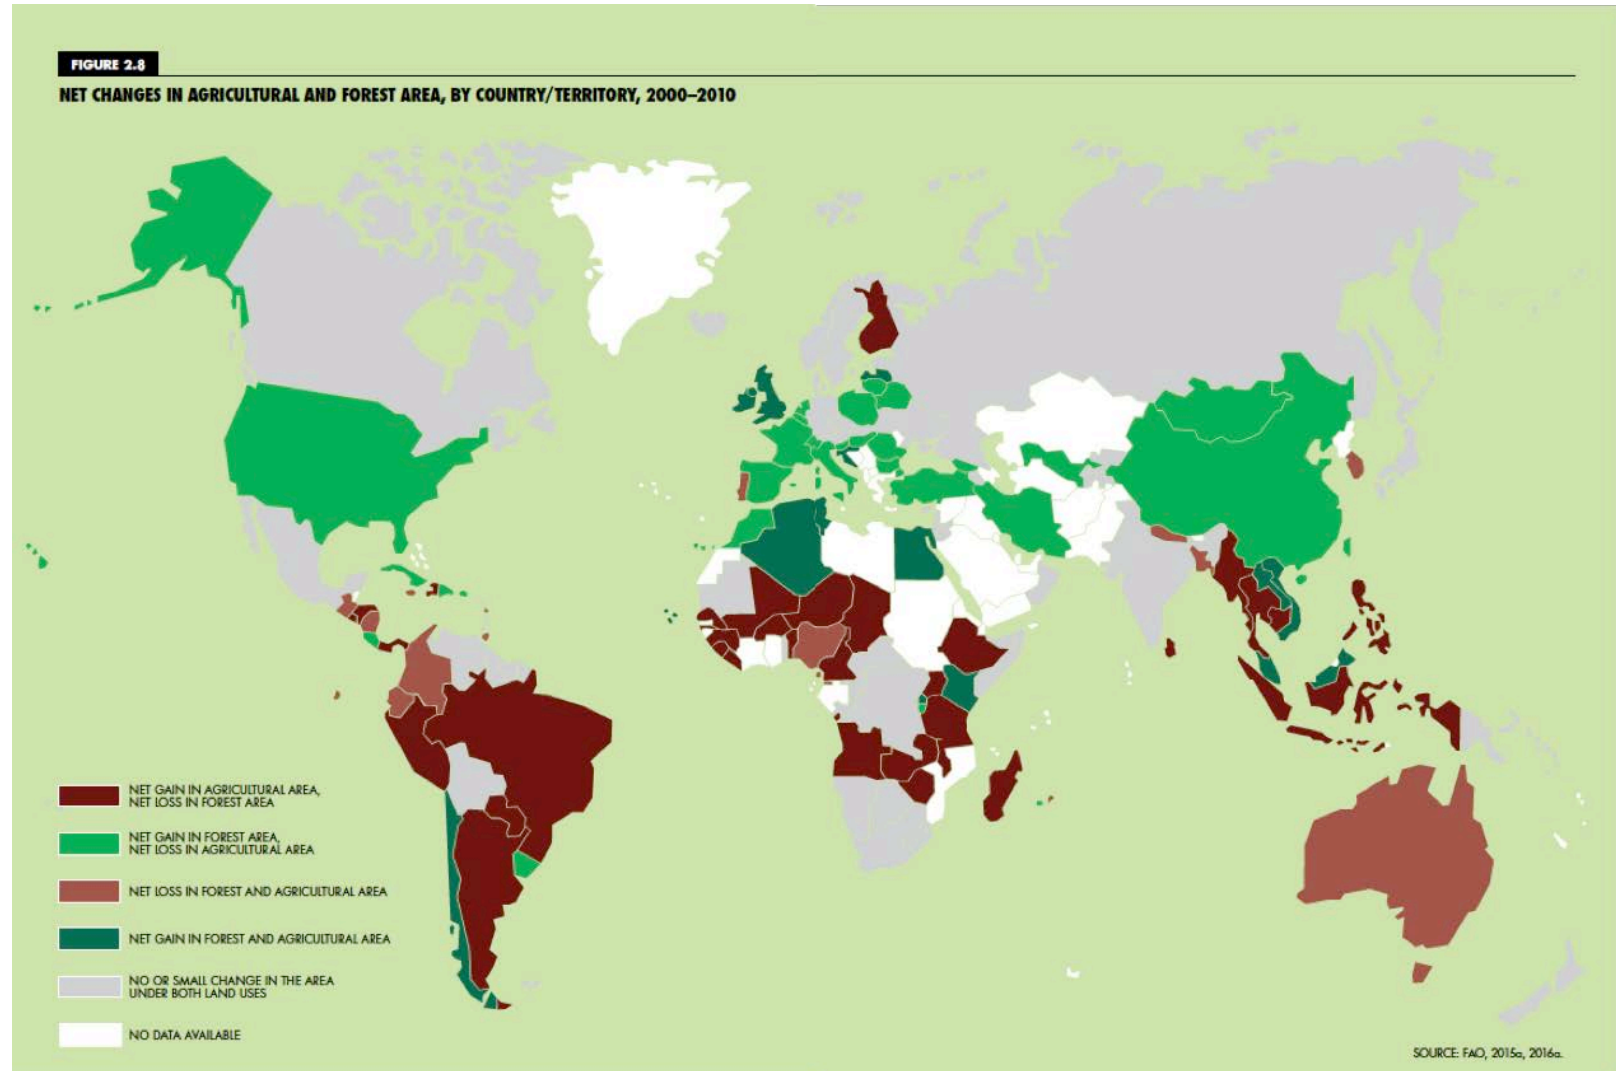 FIGURE 2.8
NET CHANGES IN AGRICULTURAL AND FOREST AREA, BY COUNTRY/TERRITORY, 2000–2010
NET GAIN IN AGRICULTURAL AREA,
NET LOSS IN FOREST AREA
NET GAIN IN FOREST AREA,
NET LOSS IN AGRICULTURAL AREA
NET LOSS IN FOREST AND AGRICULTURAL AREA
NET GAIN IN FOREST AND AGRICULTURAL AREA
NO OR SMALL CHANGE IN THE AREA
UNDER BOTH LAND USES
NO DATA AVAILABLE
SOURCE: FAO, 2015a, 2016a.